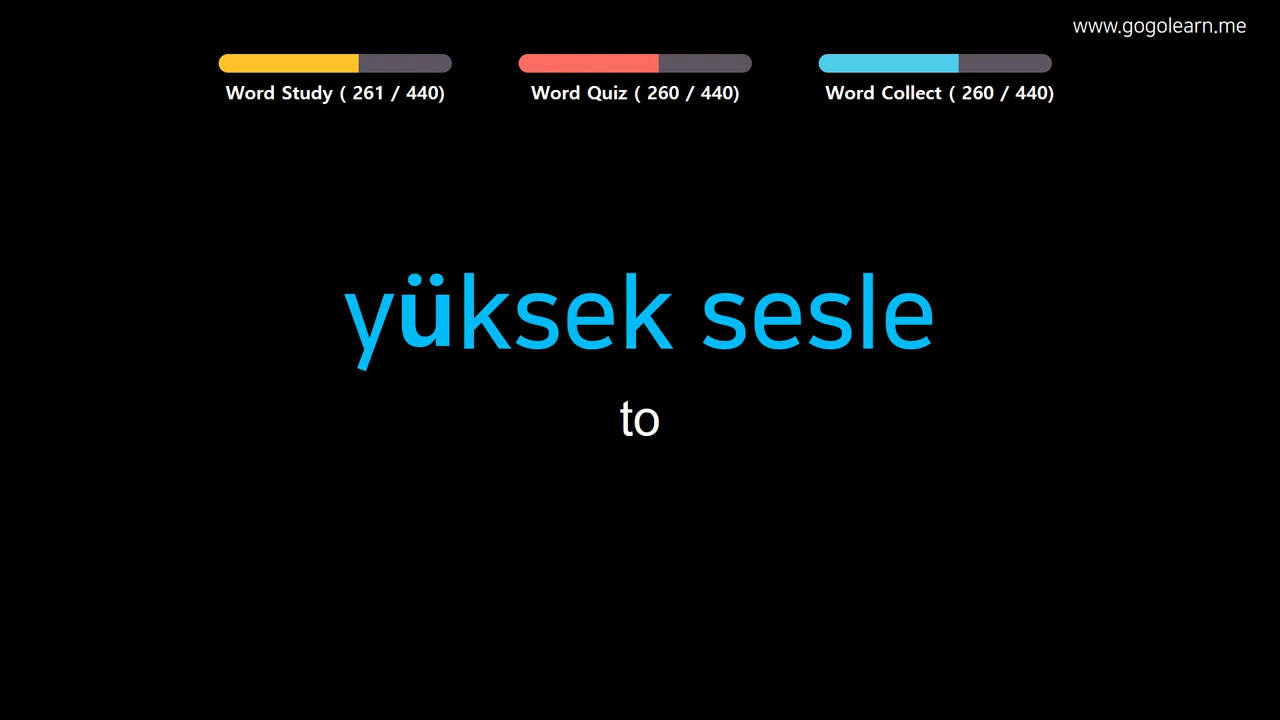 www.gogolearn.me
Word Study ( 261 / 440)
Word Quiz ( 260 / 440)
Word Collect ( 260 / 440)
yüksek sesle
to